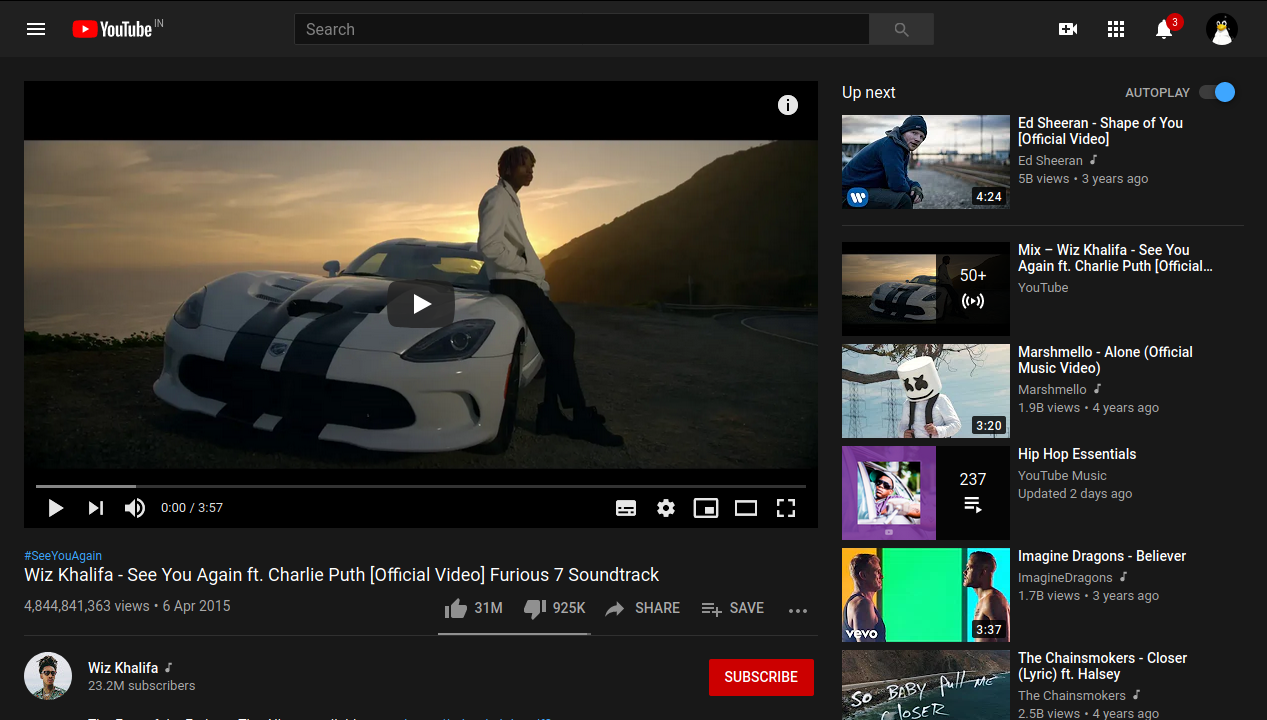 YouTube IN
Search
3
Up next
AUTOPLAY
Ed Sheeran - Shape of You
[Official Video]
Ed Sheeran
5B views • 3 years ago
4:24
Mix – Wiz Khalifa - See You
Again ft. Charlie Puth [Official...
YouTube
50+
Marshmello - Alone (Official
Music Video)
Marshmello
1.9B views • 4 years ago
3:20
Hip Hop Essentials
YouTube Music
Updated 2 days ago
237
Imagine Dragons - Believer
ImagineDragons
1.7B views • 3 years ago
vevo
3:37
The Chainsmokers - Closer
(Lyric) ft. Halsey
The Chainsmokers
2.5B views • 4 years ago
SO BABY PULL ME
CLOSER
0:00 / 3:57
#SeeYouAgain
Wiz Khalifa - See You Again ft. Charlie Puth [Official Video] Furious 7 Soundtrack
4,844,841,363 views • 6 Apr 2015
31M
925K
SHARE
SAVE
Wiz Khalifa
23.2M subscribers
SUBSCRIBE